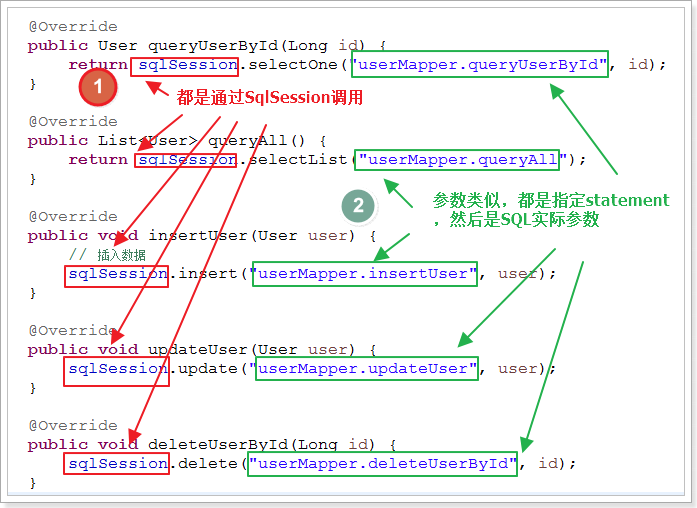 @Override
public User queryUserById(Long id) {
return sqlSession.selectOne("userMapper.queryUserById", id);
}
1
都是通过SqlSession调用
@Override
public List<User> queryAll() {
return sqlSession.selectList("userMapper.queryAll");
}
2
参数类似，都是指定statement
，然后是SQL实际参数
@Override
public void insertUser(User user) {
// 插入数据
sqlSession.insert("userMapper.insertUser", user);
}
@Override
public void updateUser(User user) {
sqlSession.update("userMapper.updateUser", user);
}
@Override
public void deleteUserById(Long id) {
sqlSession.delete("userMapper.deleteUserById", id);
}